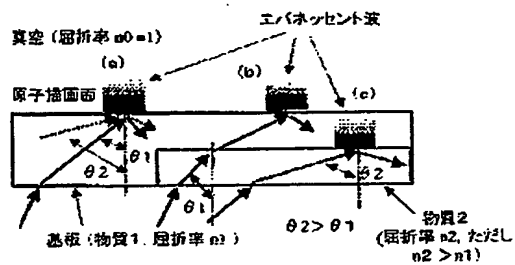 エバネッセント波
真空(屈折率 n0=1)
(a)
(b)
(c)
原子描画面
θ1
θ2
θ1
θ2
θ2>θ1
基板(物質1、屈折率 n1)
物質2
(屈折率 n2, ただし
n2>n1)